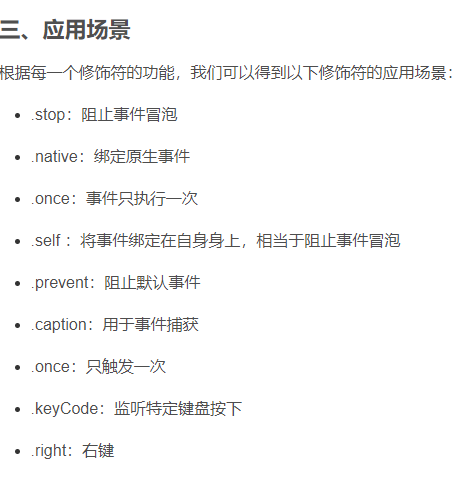 三、应用场景
根据每一个修饰符的功能，我们可以得到以下修饰符的应用场景：
.stop：阻止事件冒泡
.native：绑定原生事件
.once：事件只执行一次
.self ：将事件绑定在自身身上，相当于阻止事件冒泡
.prevent：阻止默认事件
.caption：用于事件捕获
.once：只触发一次
.keyCode：监听特定键盘按下
.right：右键